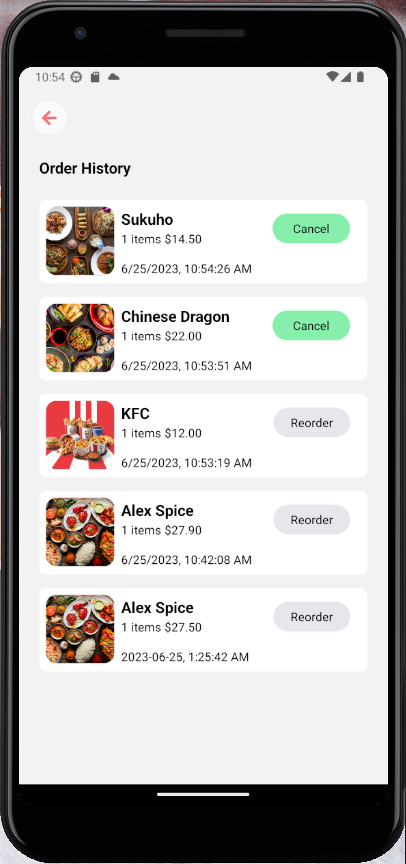 10:54
Order History
Sukuho
1 items $14.50
Cancel
6/25/2023, 10:54:26 AM
Chinese Dragon
1 items $22.00
Cancel
6/25/2023, 10:53:51 AM
KFC
1 items $12.00
Reorder
6/25/2023, 10:53:19 AM
Alex Spice
1 items $27.90
Reorder
6/25/2023, 10:42:08 AM
Alex Spice
1 items $27.50
Reorder
2023-06-25, 1:25:42 AM